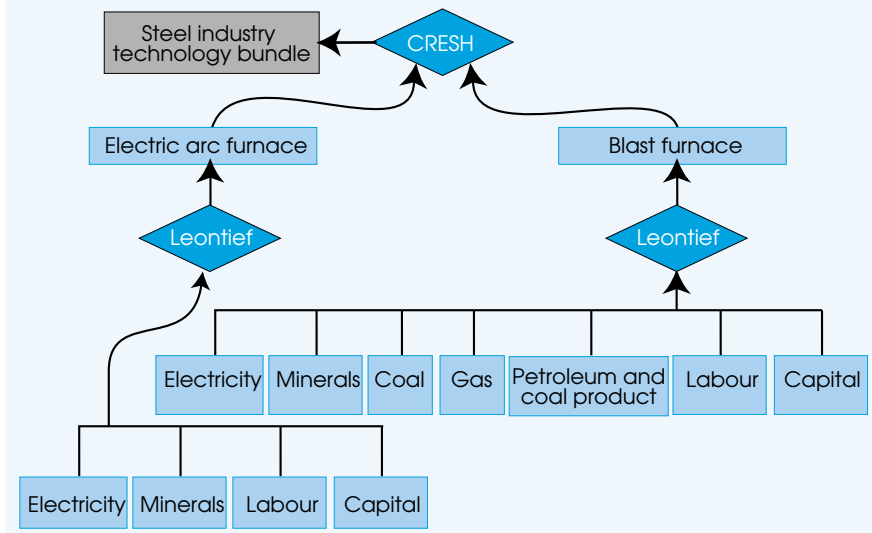 Steel industry
technology bundle
CRESH
Electric arc furnace
Blast furnace
Leontief
Leontief
Electricity
Minerals
Coal
Gas
Petroleum and
coal product
Labour
Capital
Electricity
Minerals
Labour
Capital